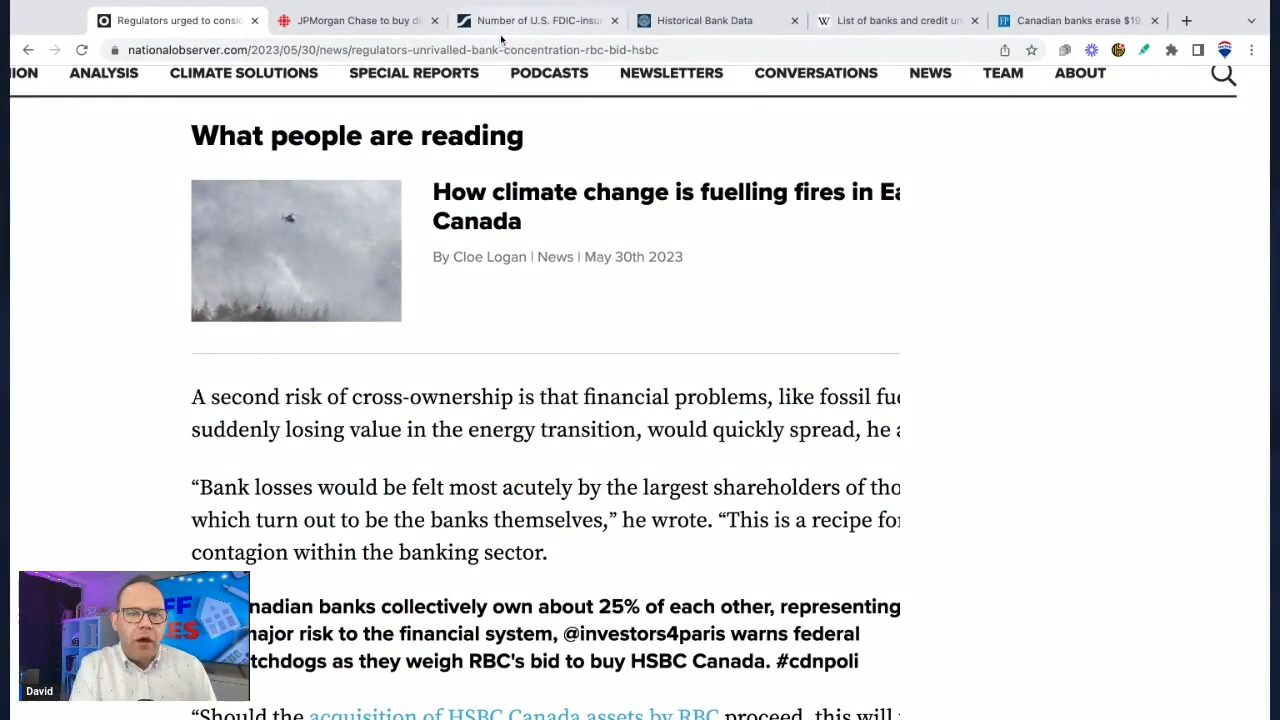 Regulators urged to consi
JPMorgan Chase to buy di
Number of U.S. FDIC-insu
Historical Bank Data
List of banks and credit un
Canadian banks erase $19
nationalobserver.com/2023/05/30/news/regulators-unrivalled-bank-concentration-rbc-bid-hsbc
ION ANALYSIS CLIMATE SOLUTIONS SPECIAL REPORTS PODCASTS NEWSLETTERS CONVERSATIONS NEWS TEAM ABOUT
What people are reading
How climate change is fuelling fires in Ea
Canada
By Cloe Logan | News | May 30th 2023
A second risk of cross-ownership is that financial problems, like fossil fue
suddenly losing value in the energy transition, would quickly spread, he a
“Bank losses would be felt most acutely by the largest shareholders of tho
which turn out to be the banks themselves,” he wrote. “This is a recipe for
contagion within the banking sector.
nadian banks collectively own about 25% of each other, representing
najor risk to the financial system, @investors4paris warns federal
tchdogs as they weigh RBC's bid to buy HSBC Canada. #cdnpoli
David
“Should the acquisition of HSBC Canada assets by RBC proceed, this will